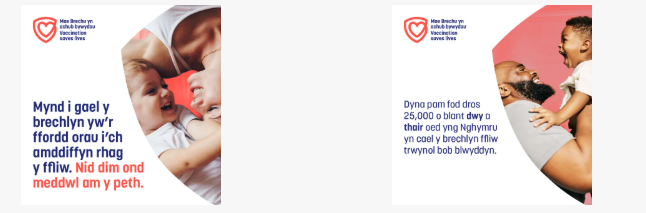 Mae Brechu yn
achub bywydau
Vaccination
saves lives
Mynd i gael y
brechlyn yw'r
ffordd orau i'ch
amddiffyn rhag
y ffliw. Nid dim ond
meddwl am y peth.
Mae Brechu yn
achub bywydau
Vaccination
saves lives
Dyna pam fod dros
25,000 o blant dwy a
thair oed yng Nghymru
yn cael y brechlyn ffliw
trwynol bob blwyddyn.